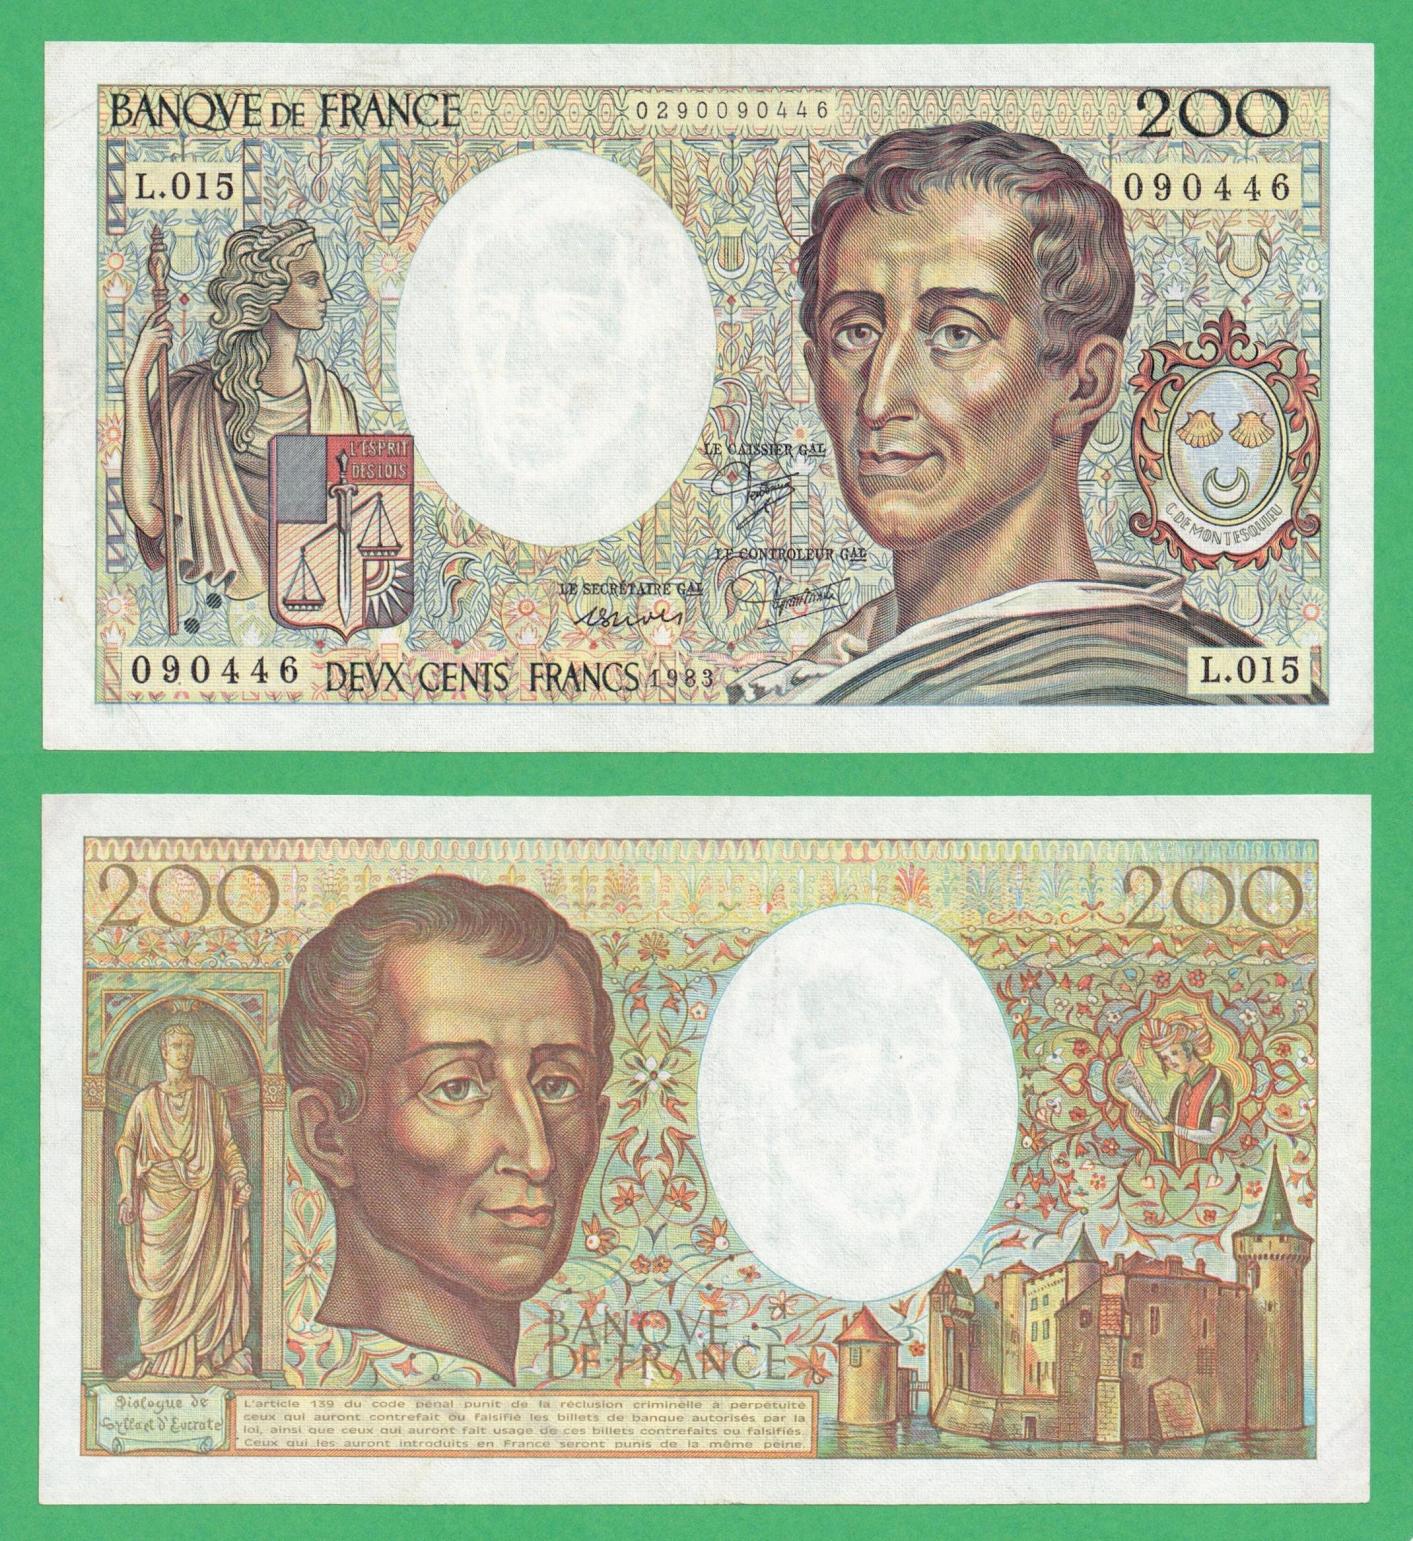 BANQVE DE FRANCE
0290090446
200
L.015
090446
L'ESPRIT
DES LOIS
LE CAISSIER GAL
LE CONTROLEUR GAL
LE SECRÉTAIRE GAL
C. DE MONTESQUIEU
090446
DEVX CENTS FRANCS
1983
L.015
200
200
BANQVE
DE FRANCE
Dialogue de
Sylla et d'Eucrate
L'article 139 du code pénal punit de la réclusion criminelle à perpétuité
ceux qui auront contrefait ou falsifié les billets de banque autorisés par la
loi, ainsi que ceux qui auront fait usage de ces billets contrefaits ou falsifiés.
Ceux qui les auront introduits en France seront punis de la même peine